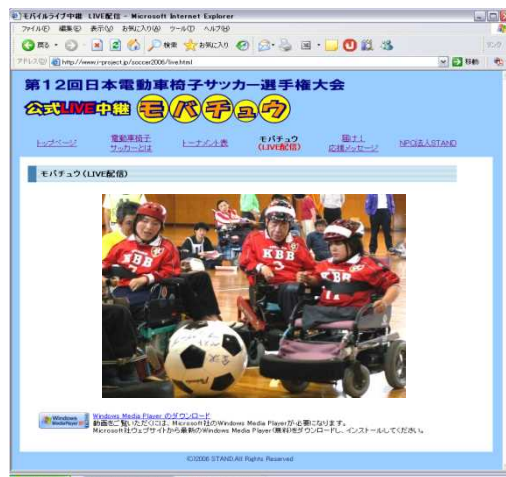 モバイルライブ中継 LIVE配信 - Microsoft Internet Explorer
ファイル(F) 編集(E) 表示(V) お気に入り(A) ツール(T) ヘルプ(H)
戻る 検索 お気に入り
アドレス(D) http://www.i-project.jp/soccer2006/live.html 移動
第12回日本電動車椅子サッカー選手権大会
公式LIVE中継 モバチュウ
トップページ
電動車椅子
サッカーとは
トーナメント表
モバチュウ
(LIVE配信)
届け!
応援メッセージ
NPO法人STAND
モバチュウ(LIVE配信)
KBB
KBB
KBB
Windows
MediaPlayer
Windows Media Player のダウンロード
動画をご覧いただくには、Microsoft社のWindows Media Playerが必要になります。
Microsoft社ウェブサイトから最新のWindows Media Player(無料)をダウンロードし、インストールしてください。
(C)2006 STAND.All Rights Reserved